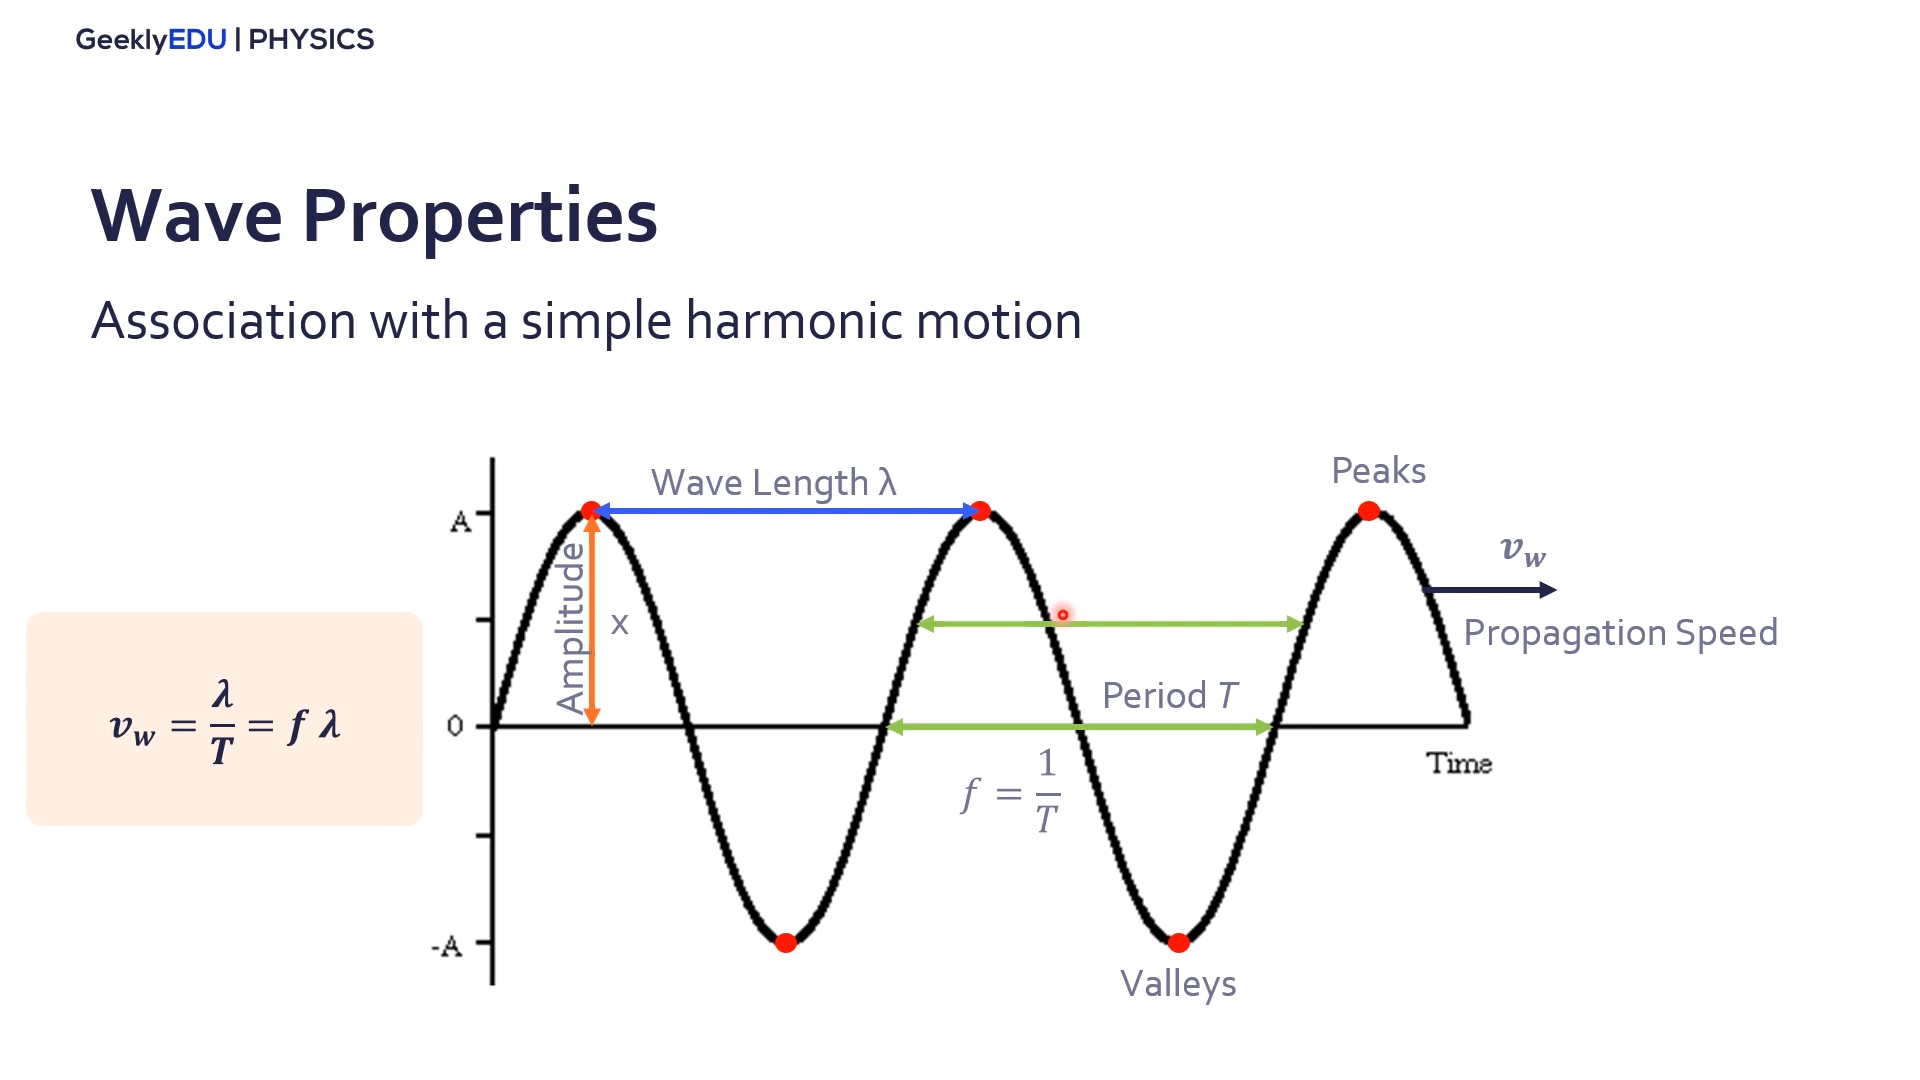 GeeklyEDU | PHYSICS
Wave Properties
Association with a simple harmonic motion
Wave Length λ
Peaks
A
v_w
Amplitude
x
Propagation Speed
v_w = λ/T = f λ
Period T
0
Time
f = 1/T
-A
Valleys